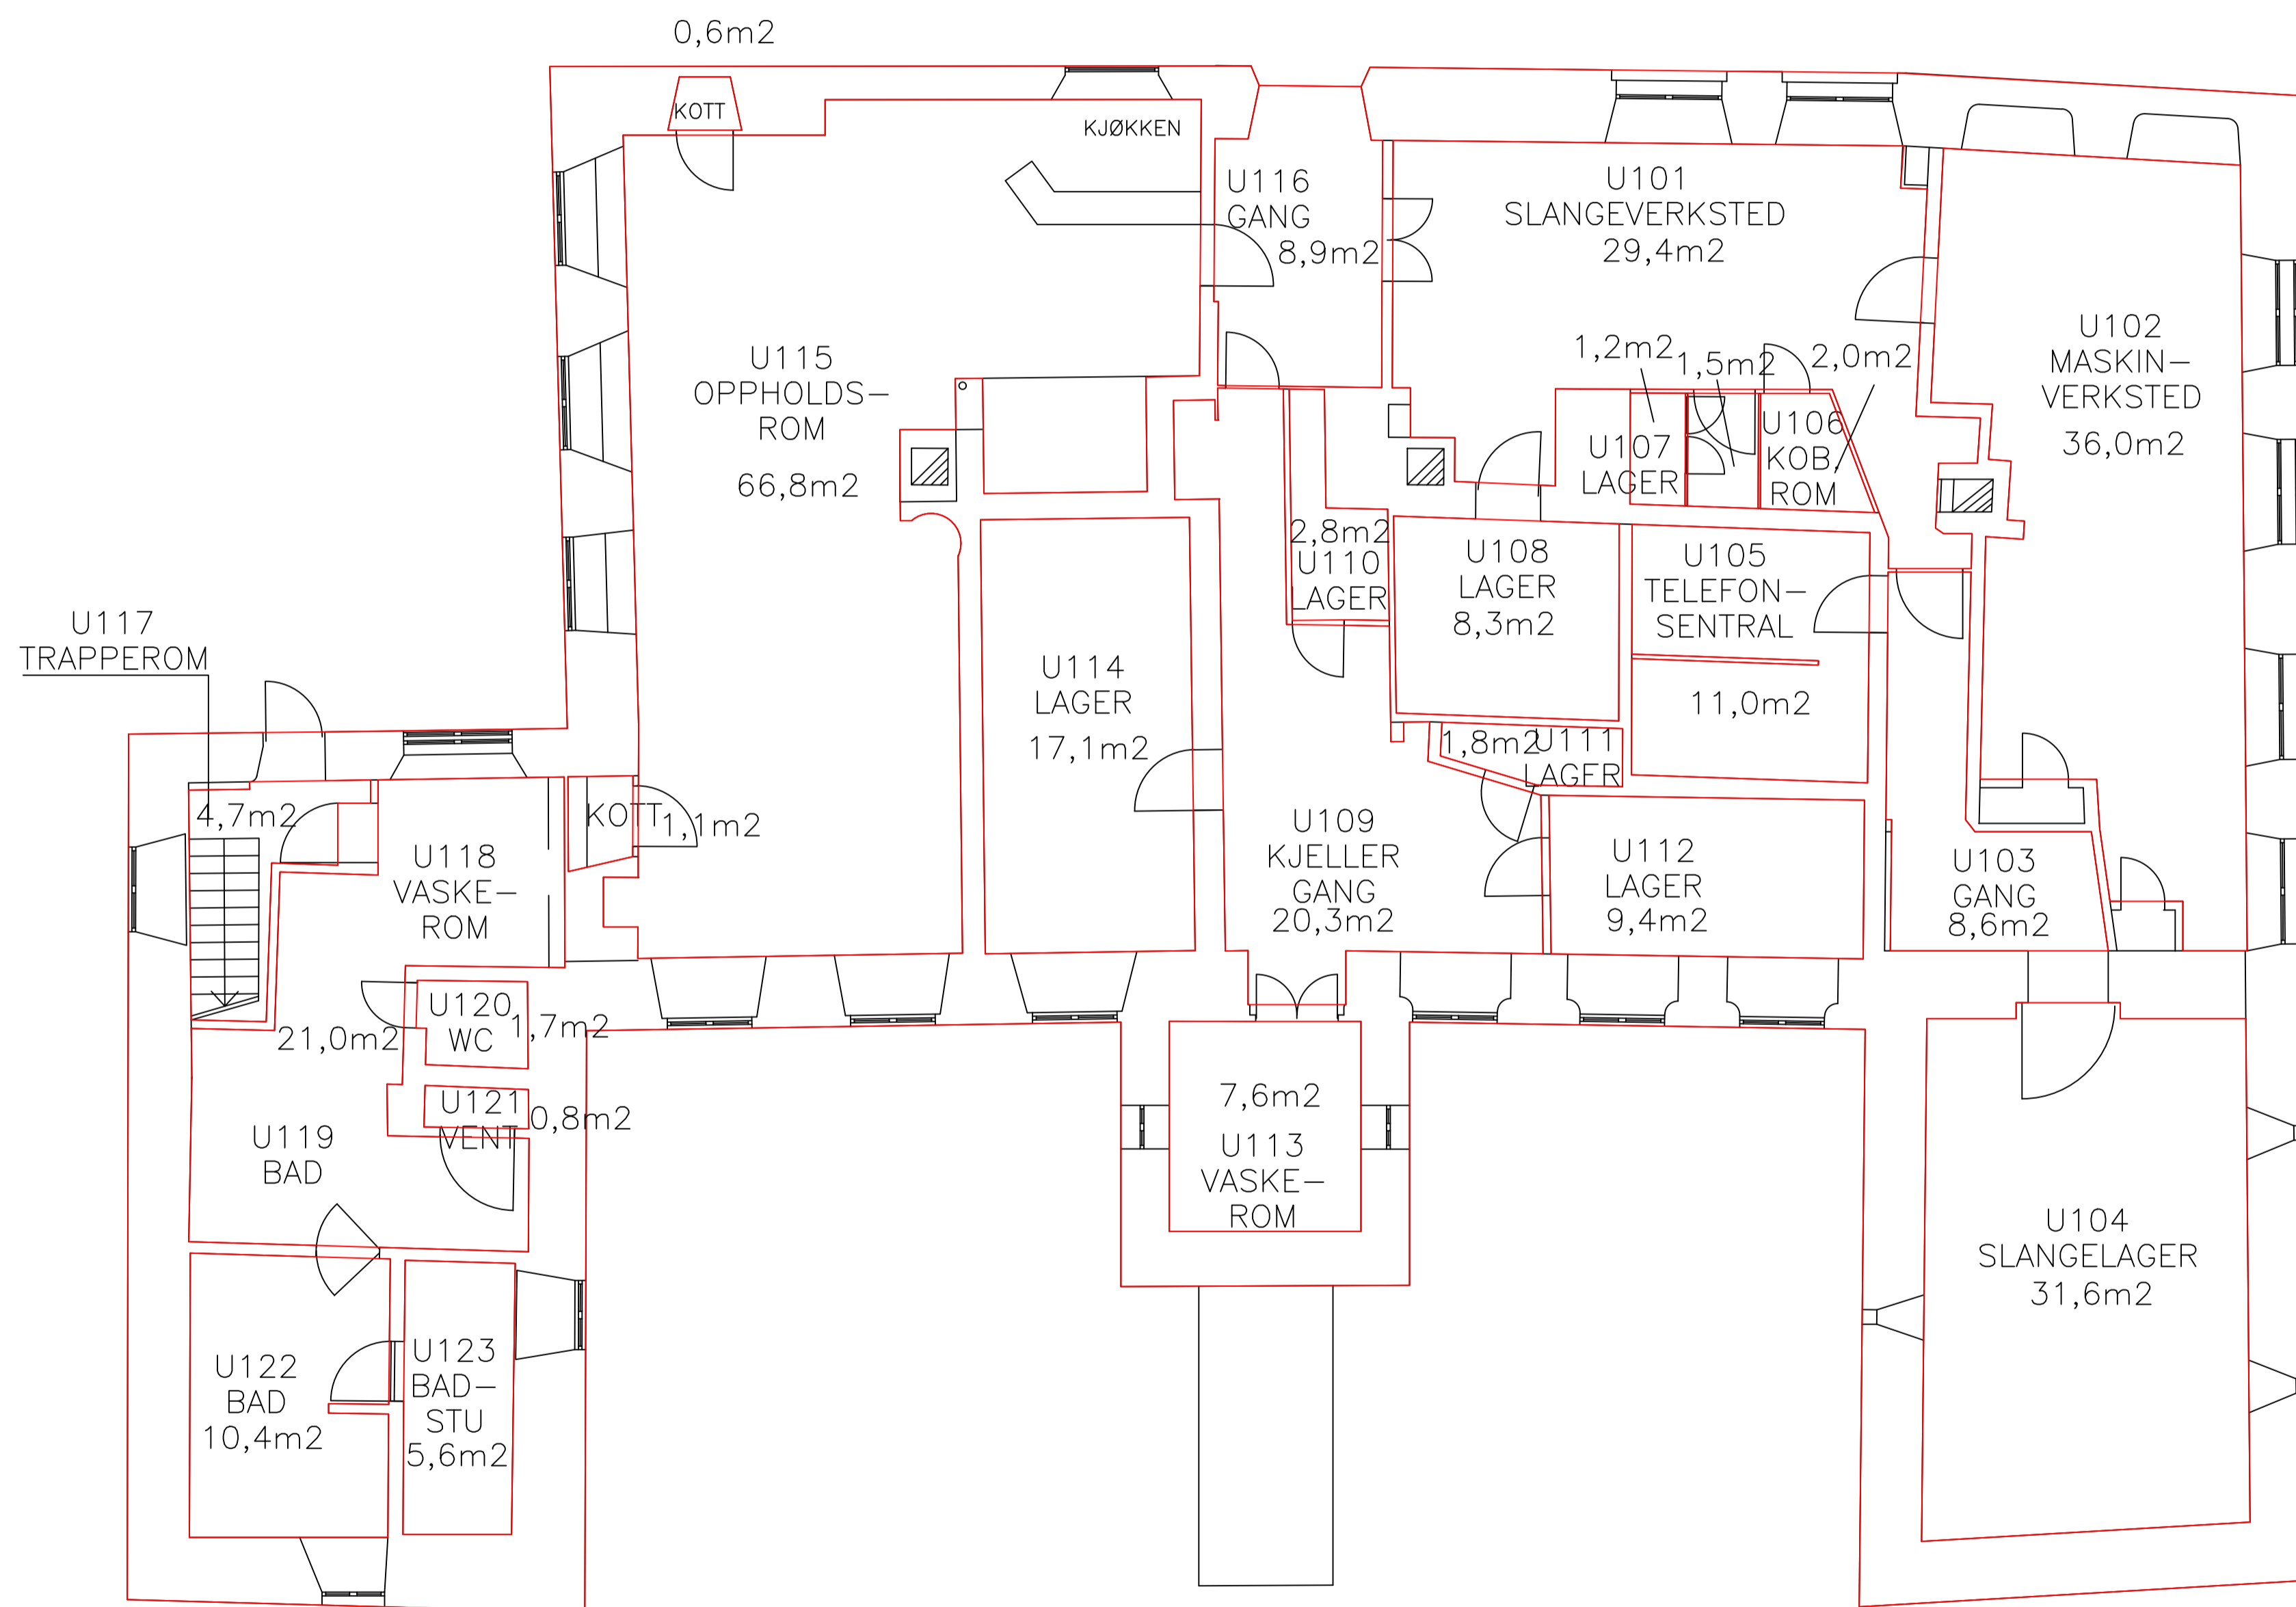 0,6m2
KOTT
KJØKKEN
U116
GANG
8,9m2
U101
SLANGEVERKSTED
29,4m2
U102
MASKIN–
VERKSTED
36,0m2
U115
OPPHOLDS–
ROM
66,8m2
1,2m2
1,5m2
2,0m2
U107
LAGER
U106
KOB.
ROM
2,8m2
U110
LAGER
U108
LAGER
8,3m2
U105
TELEFON–
SENTRAL
11,0m2
U117
TRAPPEROM
U114
LAGER
17,1m2
1,8m2
U111
LAGER
4,7m2
KOTT
1,1m2
U118
VASKE–
ROM
U109
KJELLER
GANG
20,3m2
U112
LAGER
9,4m2
U103
GANG
8,6m2
U120
WC
1,7m2
21,0m2
U121
VENT
0,8m2
U119
BAD
7,6m2
U113
VASKE–
ROM
U104
SLANGELAGER
31,6m2
U122
BAD
10,4m2
U123
BAD–
STU
5,6m2